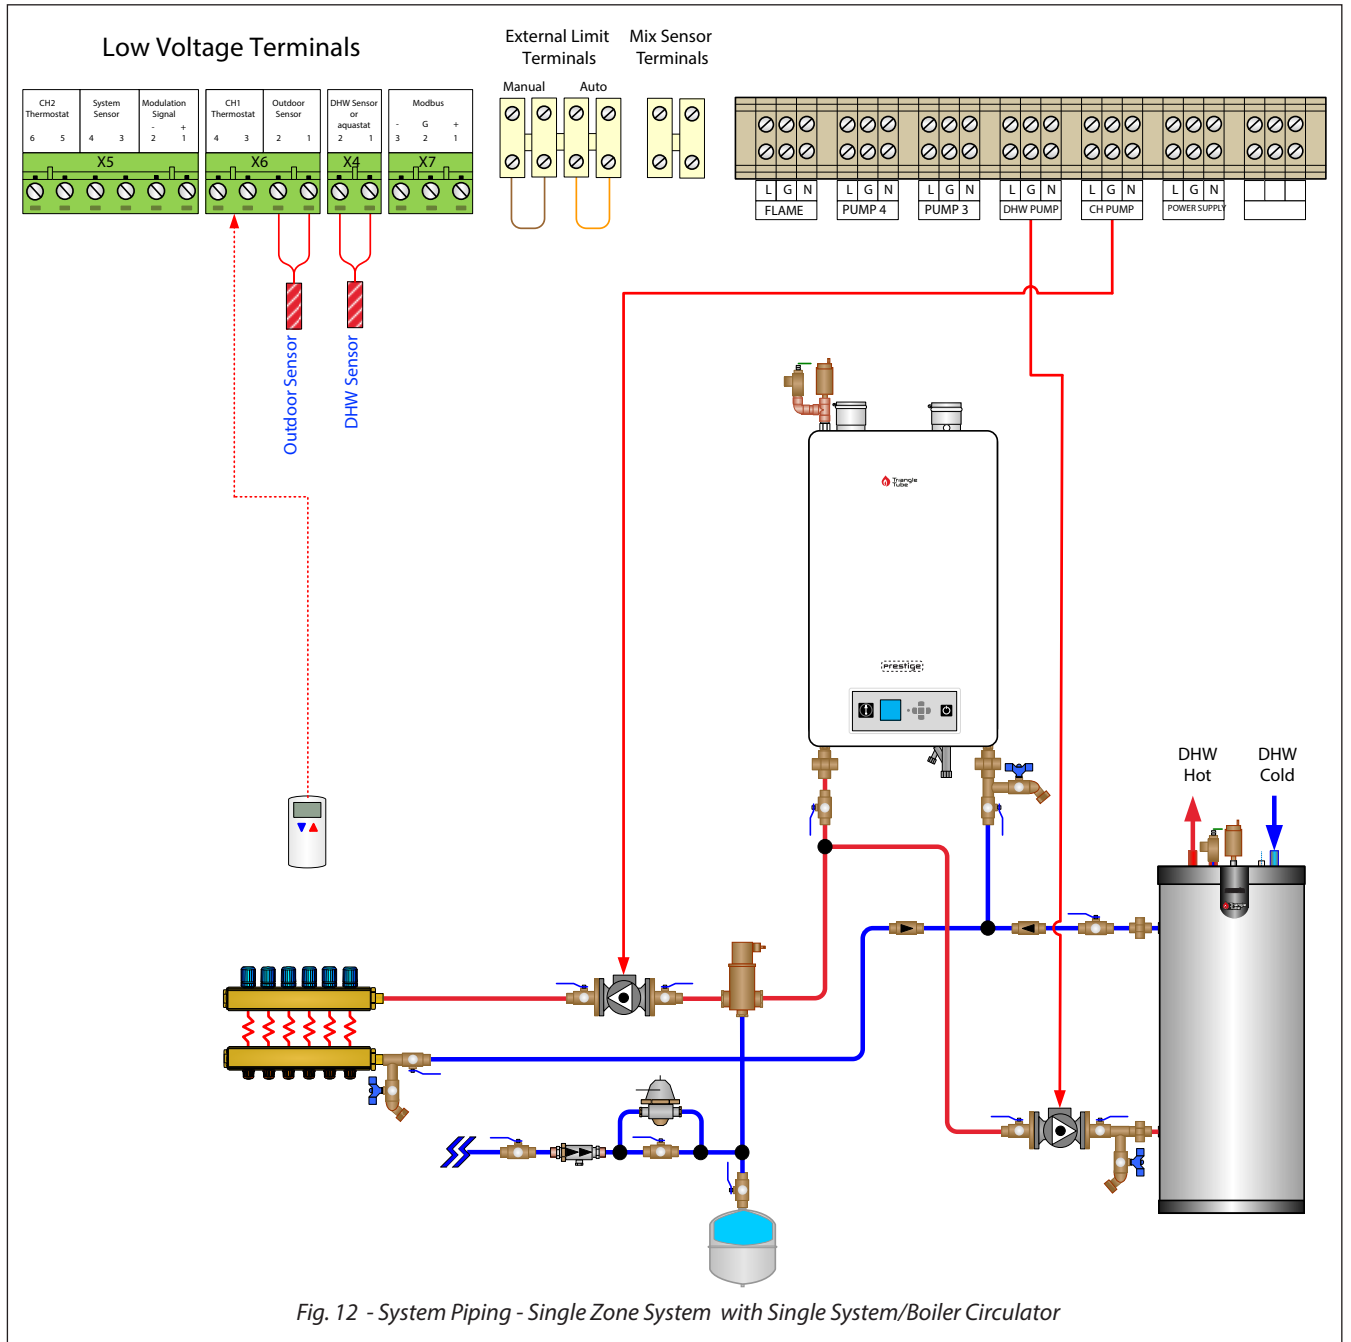 Low Voltage Terminals
External Limit
Terminals
Mix Sensor
Terminals
Manual
Auto
CH2
Thermostat
System
Sensor
Modulation
Signal
CH1
Thermostat
Outdoor
Sensor
DHW Sensor
or
aquastat
Modbus
- +
- G +
6 5 4 3 2 1
4 3 2 1
2 1
3 2 1
X5
X6
X4
X7
L G N
FLAME
L G N
PUMP 4
L G N
PUMP 3
L G N
DHW PUMP
L G N
CH PUMP
L G N
POWER SUPPLY
Outdoor Sensor
DHW Sensor
Triangle
Tube
Prestige
DHW
Hot
DHW
Cold
Fig. 12 - System Piping - Single Zone System with Single System/Boiler Circulator